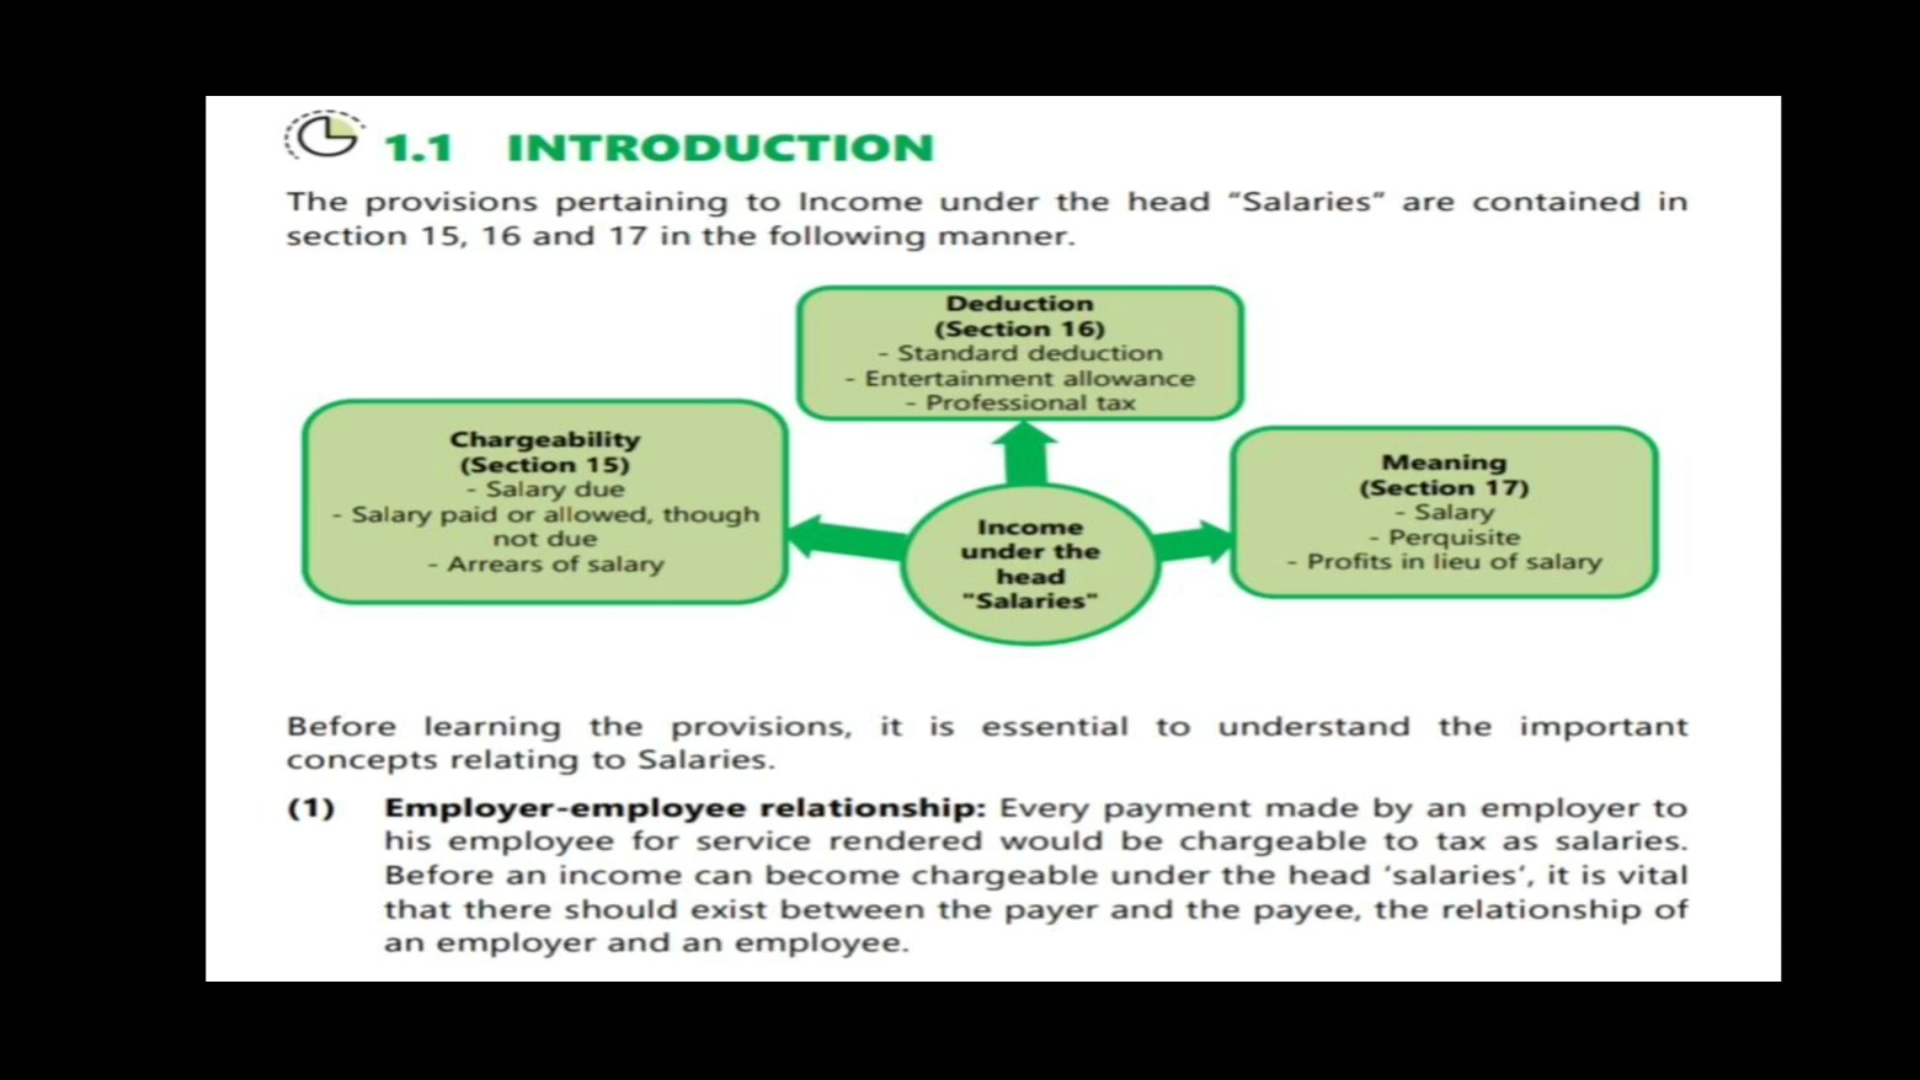 1.1 INTRODUCTION
The provisions pertaining to Income under the head “Salaries” are contained in
section 15, 16 and 17 in the following manner.
Deduction
(Section 16)
- Standard deduction
- Entertainment allowance
- Professional tax
Chargeability
(Section 15)
- Salary due
- Salary paid or allowed, though
not due
- Arrears of salary
Income
under the
head
"Salaries"
Meaning
(Section 17)
- Salary
- Perquisite
- Profits in lieu of salary
Before learning the provisions, it is essential to understand the important
concepts relating to Salaries.
(1) Employer-employee relationship: Every payment made by an employer to
his employee for service rendered would be chargeable to tax as salaries.
Before an income can become chargeable under the head ‘salaries’, it is vital
that there should exist between the payer and the payee, the relationship of
an employer and an employee.